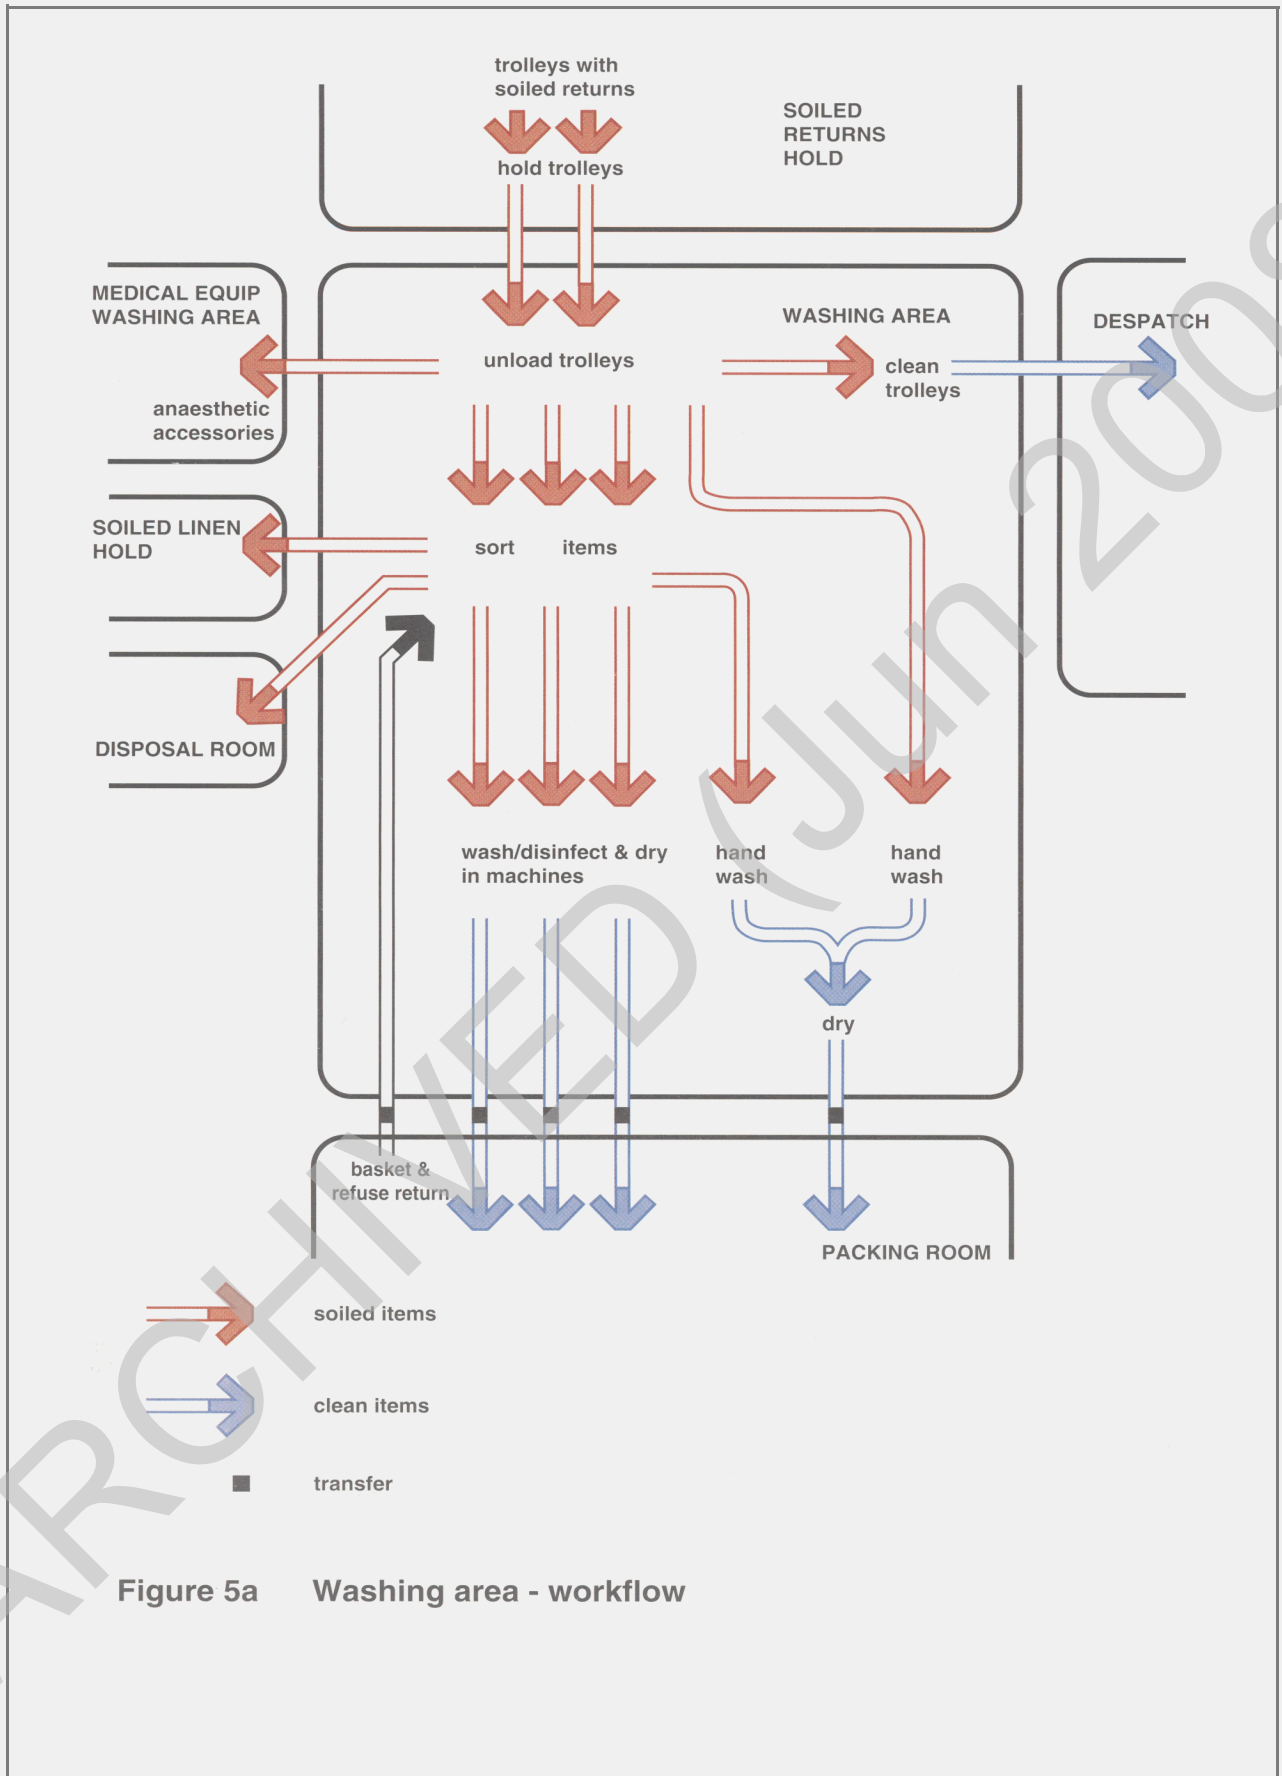 trolleys with
soiled returns
SOILED
RETURNS
HOLD
hold trolleys
MEDICAL EQUIP
WASHING AREA
anaesthetic
accessories
unload trolleys
WASHING AREA
clean
trolleys
DESPATCH
SOILED LINEN
HOLD
sort items
DISPOSAL ROOM
wash/disinfect & dry
in machines
hand
wash
hand
wash
dry
basket &
refuse return
PACKING ROOM
soiled items
clean items
transfer
Figure 5a Washing area - workflow
ARCHIVED (Jun 2008